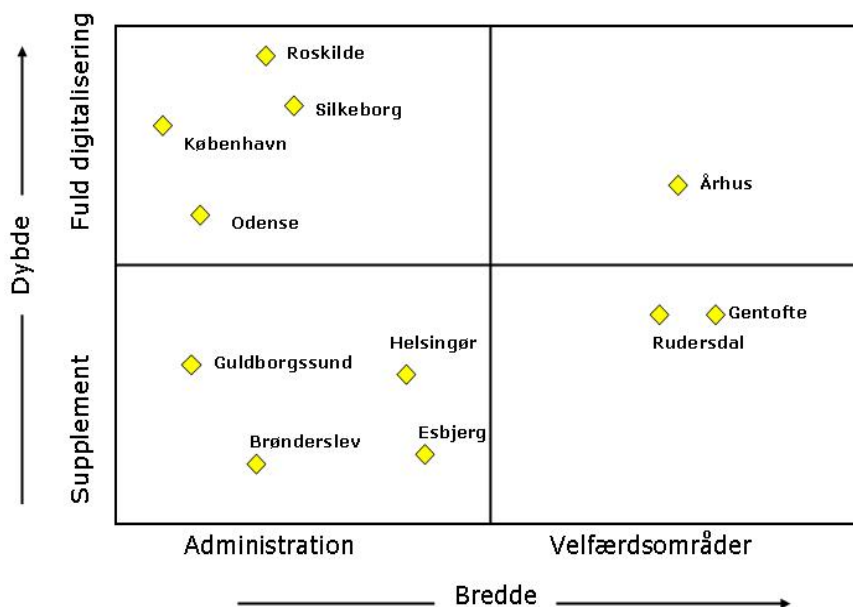 Dybde
Fuld digitalisering
Supplement
Roskilde
Silkeborg
København
Odense
Århus
Gentofte
Rudersdal
Helsingør
Guldborgssund
Esbjerg
Brønderslev
Administration
Velfærdsområder
Bredde